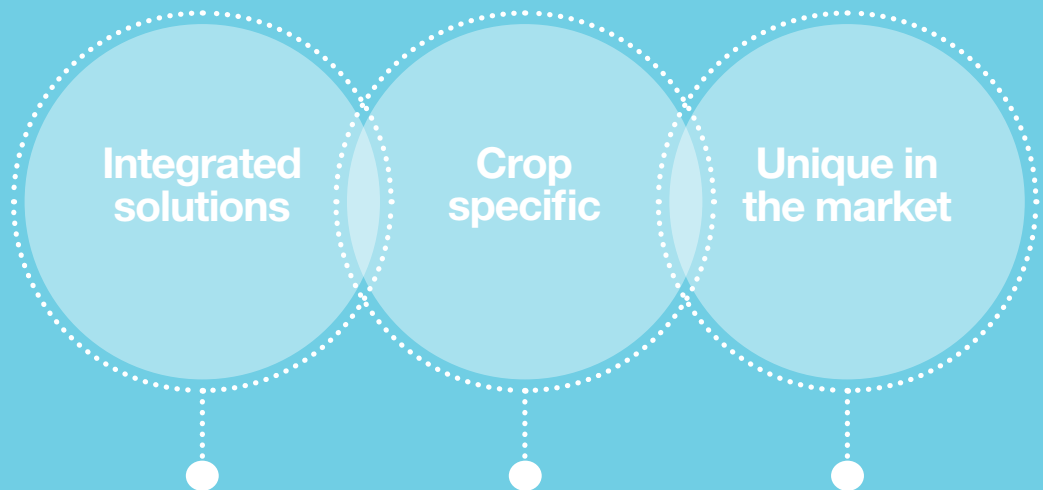 Integrated
solutions
Crop
specific
Unique in
the market